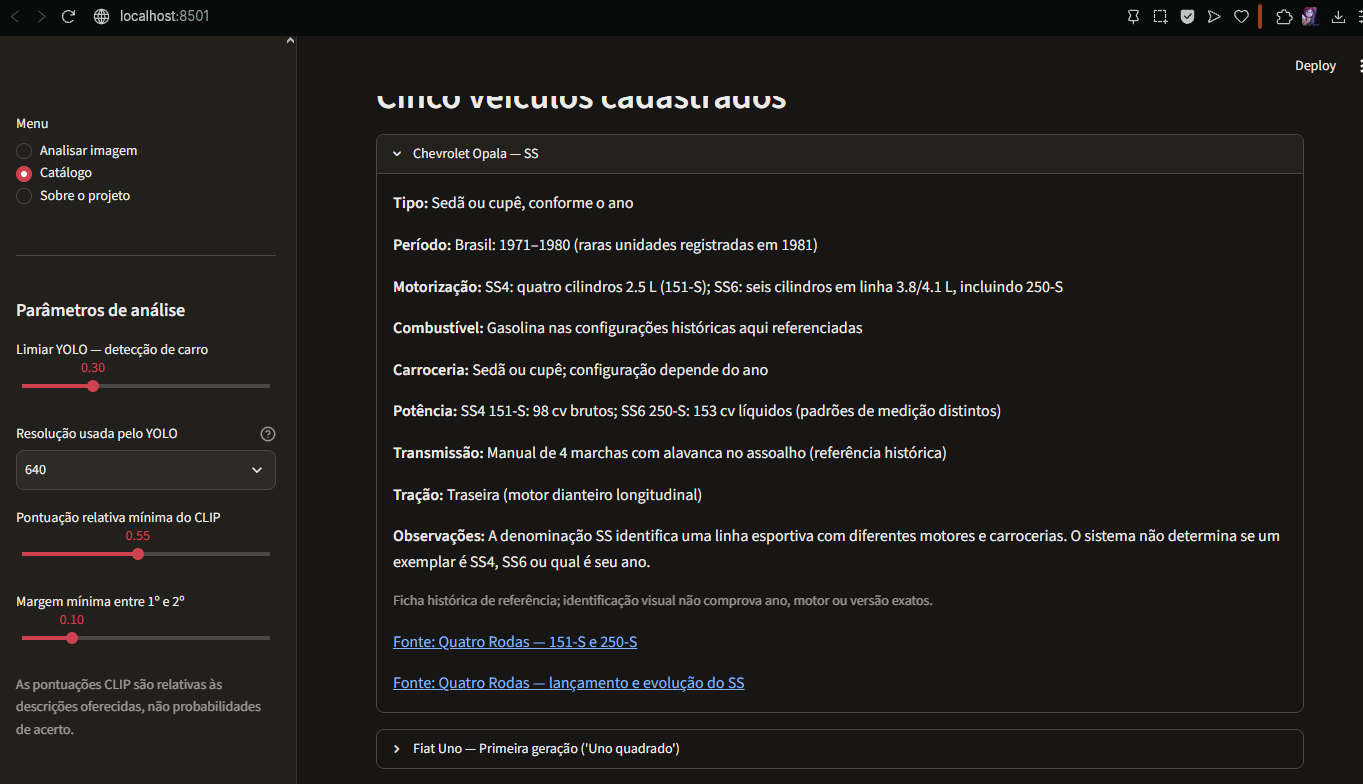 localhost:8501
Deploy
Menu
Analisar imagem
Catálogo
Sobre o projeto
Parâmetros de análise
Limiar YOLO — detecção de carro
0.30
Resolução usada pelo YOLO
640
Pontuação relativa mínima do CLIP
0.55
Margem mínima entre 1º e 2º
0.10
As pontuações CLIP são relativas às
descrições oferecidas, não probabilidades
de acerto.
Cinco veículos cadastrados
Chevrolet Opala — SS
Tipo: Sedã ou cupê, conforme o ano
Período: Brasil: 1971–1980 (raras unidades registradas em 1981)
Motorização: SS4: quatro cilindros 2.5 L (151-S); SS6: seis cilindros em linha 3.8/4.1 L, incluindo 250-S
Combustível: Gasolina nas configurações históricas aqui referenciadas
Carroceria: Sedã ou cupê; configuração depende do ano
Potência: SS4 151-S: 98 cv brutos; SS6 250-S: 153 cv líquidos (padrões de medição distintos)
Transmissão: Manual de 4 marchas com alavanca no assoalho (referência histórica)
Tração: Traseira (motor dianteiro longitudinal)
Observações: A denominação SS identifica uma linha esportiva com diferentes motores e carrocerias. O sistema não determina se um
exemplar é SS4, SS6 ou qual é seu ano.
Ficha histórica de referência; identificação visual não comprova ano, motor ou versão exatos.
Fonte: Quatro Rodas — 151-S e 250-S
Fonte: Quatro Rodas — lançamento e evolução do SS
Fiat Uno — Primeira geração ('Uno quadrado')